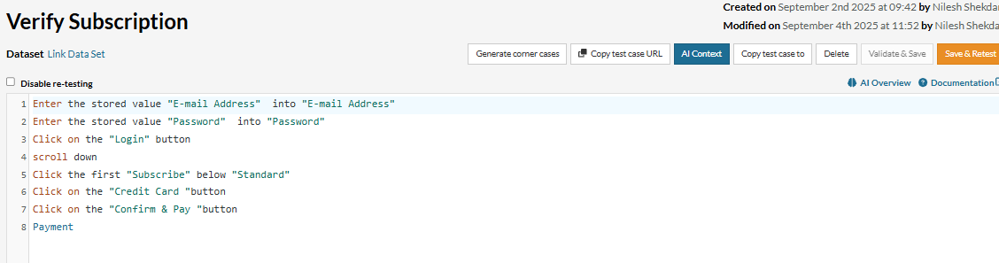 Created on September 2nd 2025 at 09:42 by Nilesh Shekdar
Verify Subscription
Modified on September 4th 2025 at 11:52 by Nilesh Shekda
Dataset Link Data Set
Generate corner cases Copy test case URL AI Context Copy test case to Delete Validate & Save Save & Retest
Disable re-testing AI Overview Documentation
1 Enter the stored value "E-mail Address"  into "E-mail Address"
2 Enter the stored value "Password"  into "Password"
3 Click on the "Login" button
4 scroll down
5 Click the first "Subscribe" below "Standard"
6 Click on the "Credit Card "button
7 Click on the "Confirm & Pay "button
8 Payment